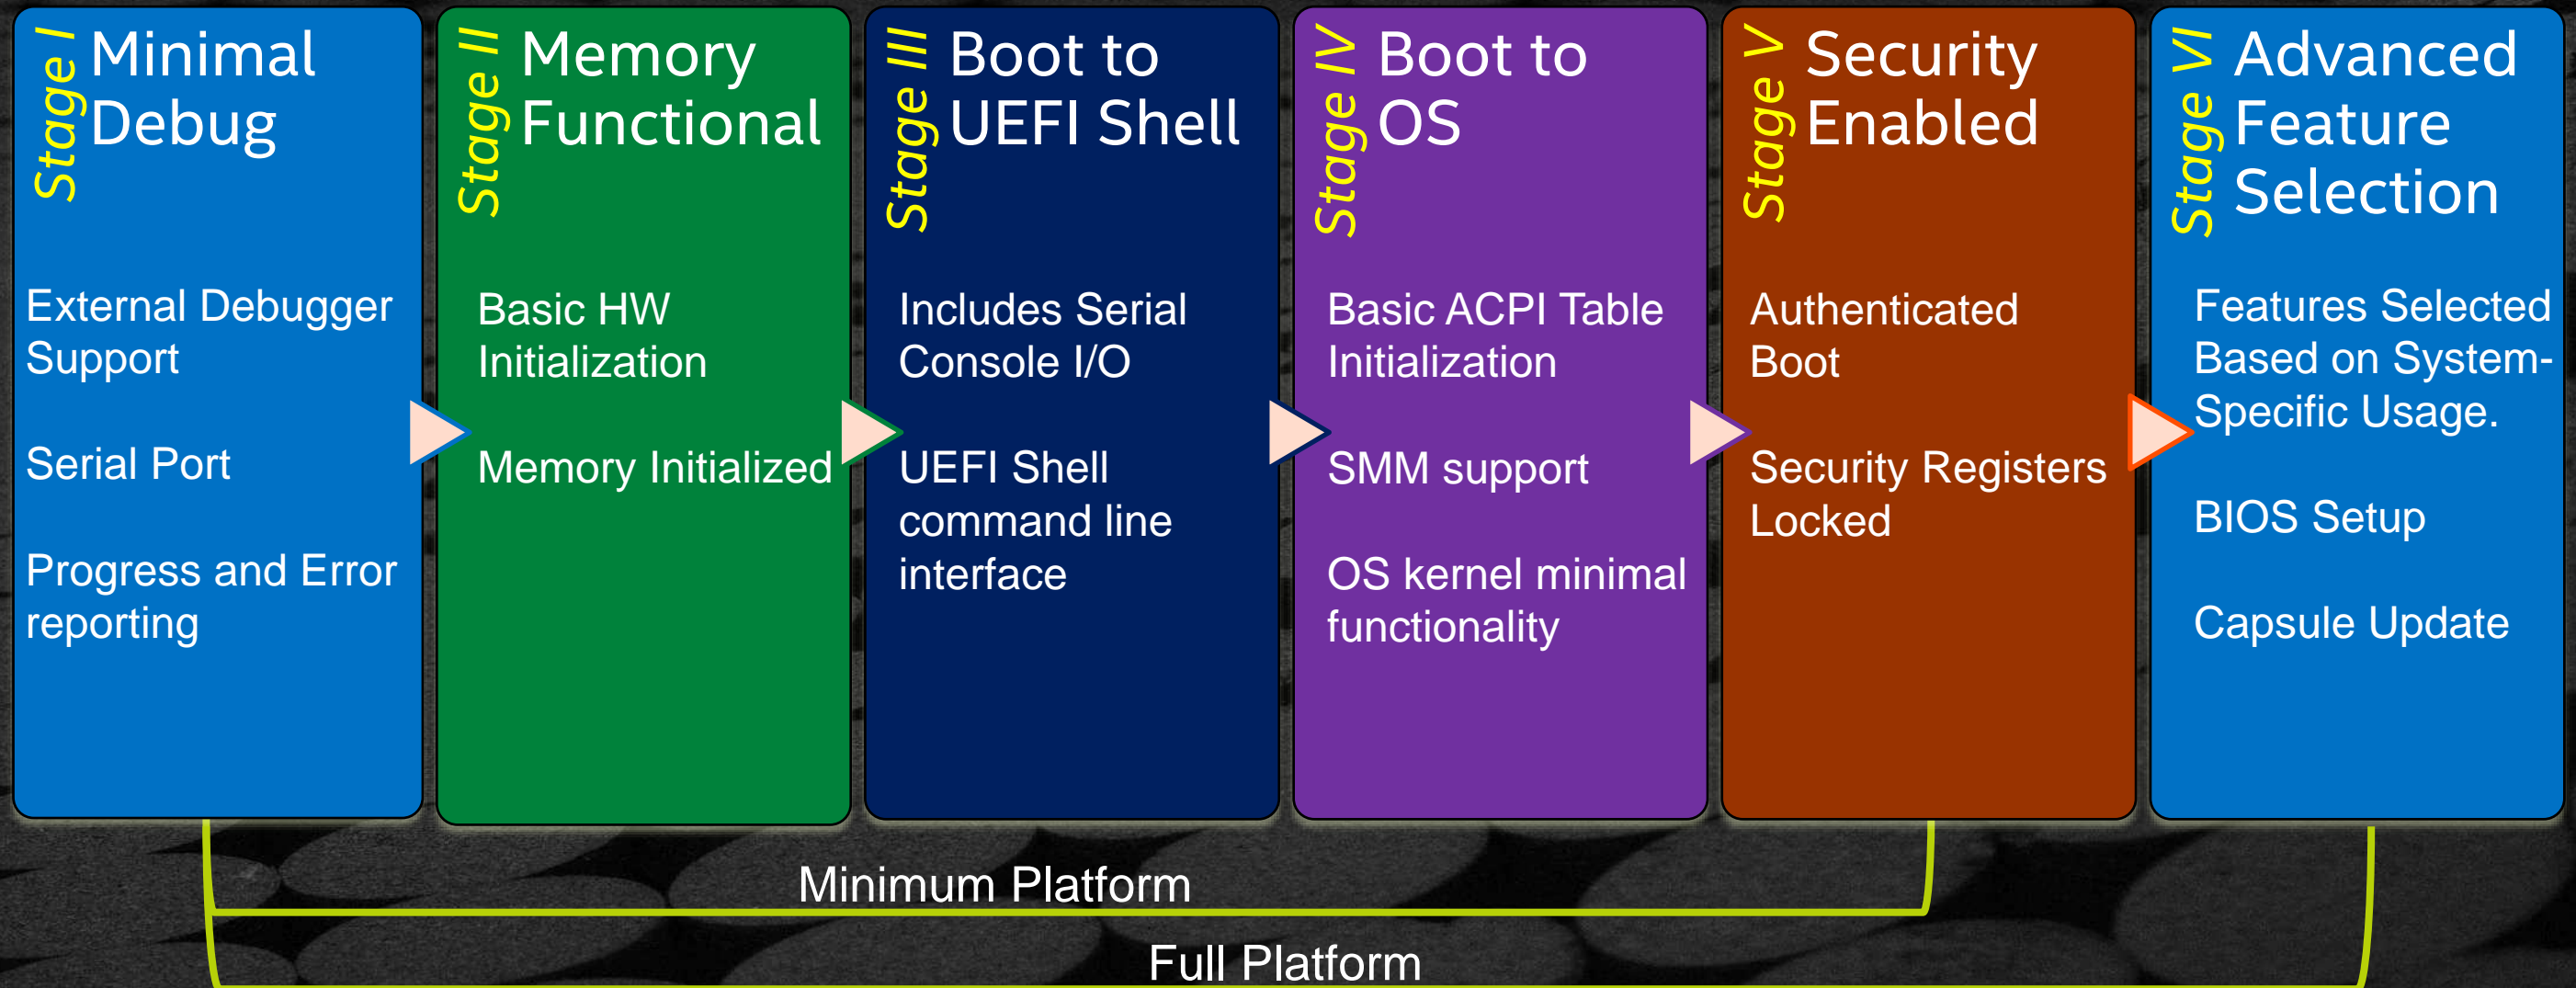 Stage I
Minimal
Debug
External Debugger
Support
Serial Port
Progress and Error
reporting
Stage II
Memory
Functional
Basic HW
Initialization
Memory Initialized
Stage III
Boot to
UEFI Shell
Includes Serial
Console I/O
UEFI Shell
command line
interface
Stage IV
Boot to
OS
Basic ACPI Table
Initialization
SMM support
OS kernel minimal
functionality
Stage V
Security
Enabled
Authenticated
Boot
Security Registers
Locked
Stage VI
Advanced
Feature
Selection
Features Selected
Based on System-
Specific Usage.
BIOS Setup
Capsule Update
Minimum Platform
Full Platform